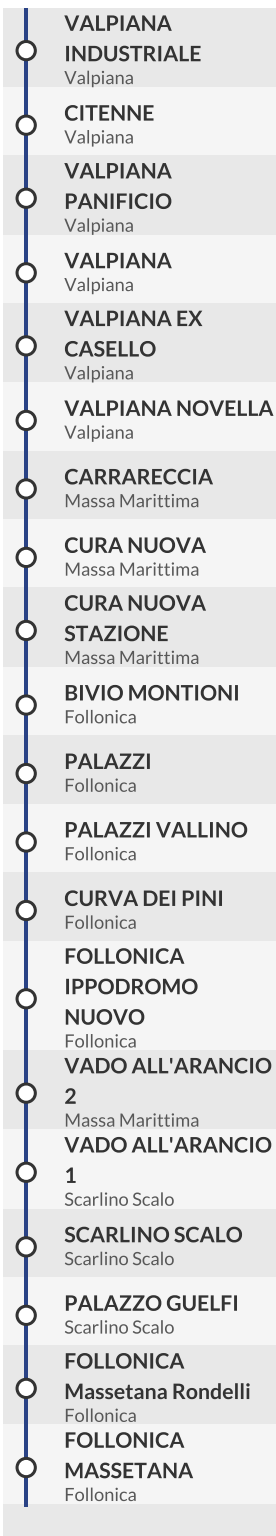 VALPIANA
INDUSTRIALE
Valpiana
CITENNE
Valpiana
VALPIANA
PANIFICIO
Valpiana
VALPIANA
Valpiana
VALPIANA EX
CASELLO
Valpiana
VALPIANA NOVELLA
Valpiana
CARRARECCIA
Massa Marittima
CURA NUOVA
Massa Marittima
CURA NUOVA
STAZIONE
Massa Marittima
BIVIO MONTIONI
Follonica
PALAZZI
Follonica
PALAZZI VALLINO
Follonica
CURVA DEI PINI
Follonica
FOLLONICA
IPPODROMO
NUOVO
Follonica
VADO ALL'ARANCIO
2
Massa Marittima
VADO ALL'ARANCIO
1
Scarlino Scalo
SCARLINO SCALO
Scarlino Scalo
PALAZZO GUELFI
Scarlino Scalo
FOLLONICA
Massetana Rondelli
Follonica
FOLLONICA
MASSETANA
Follonica